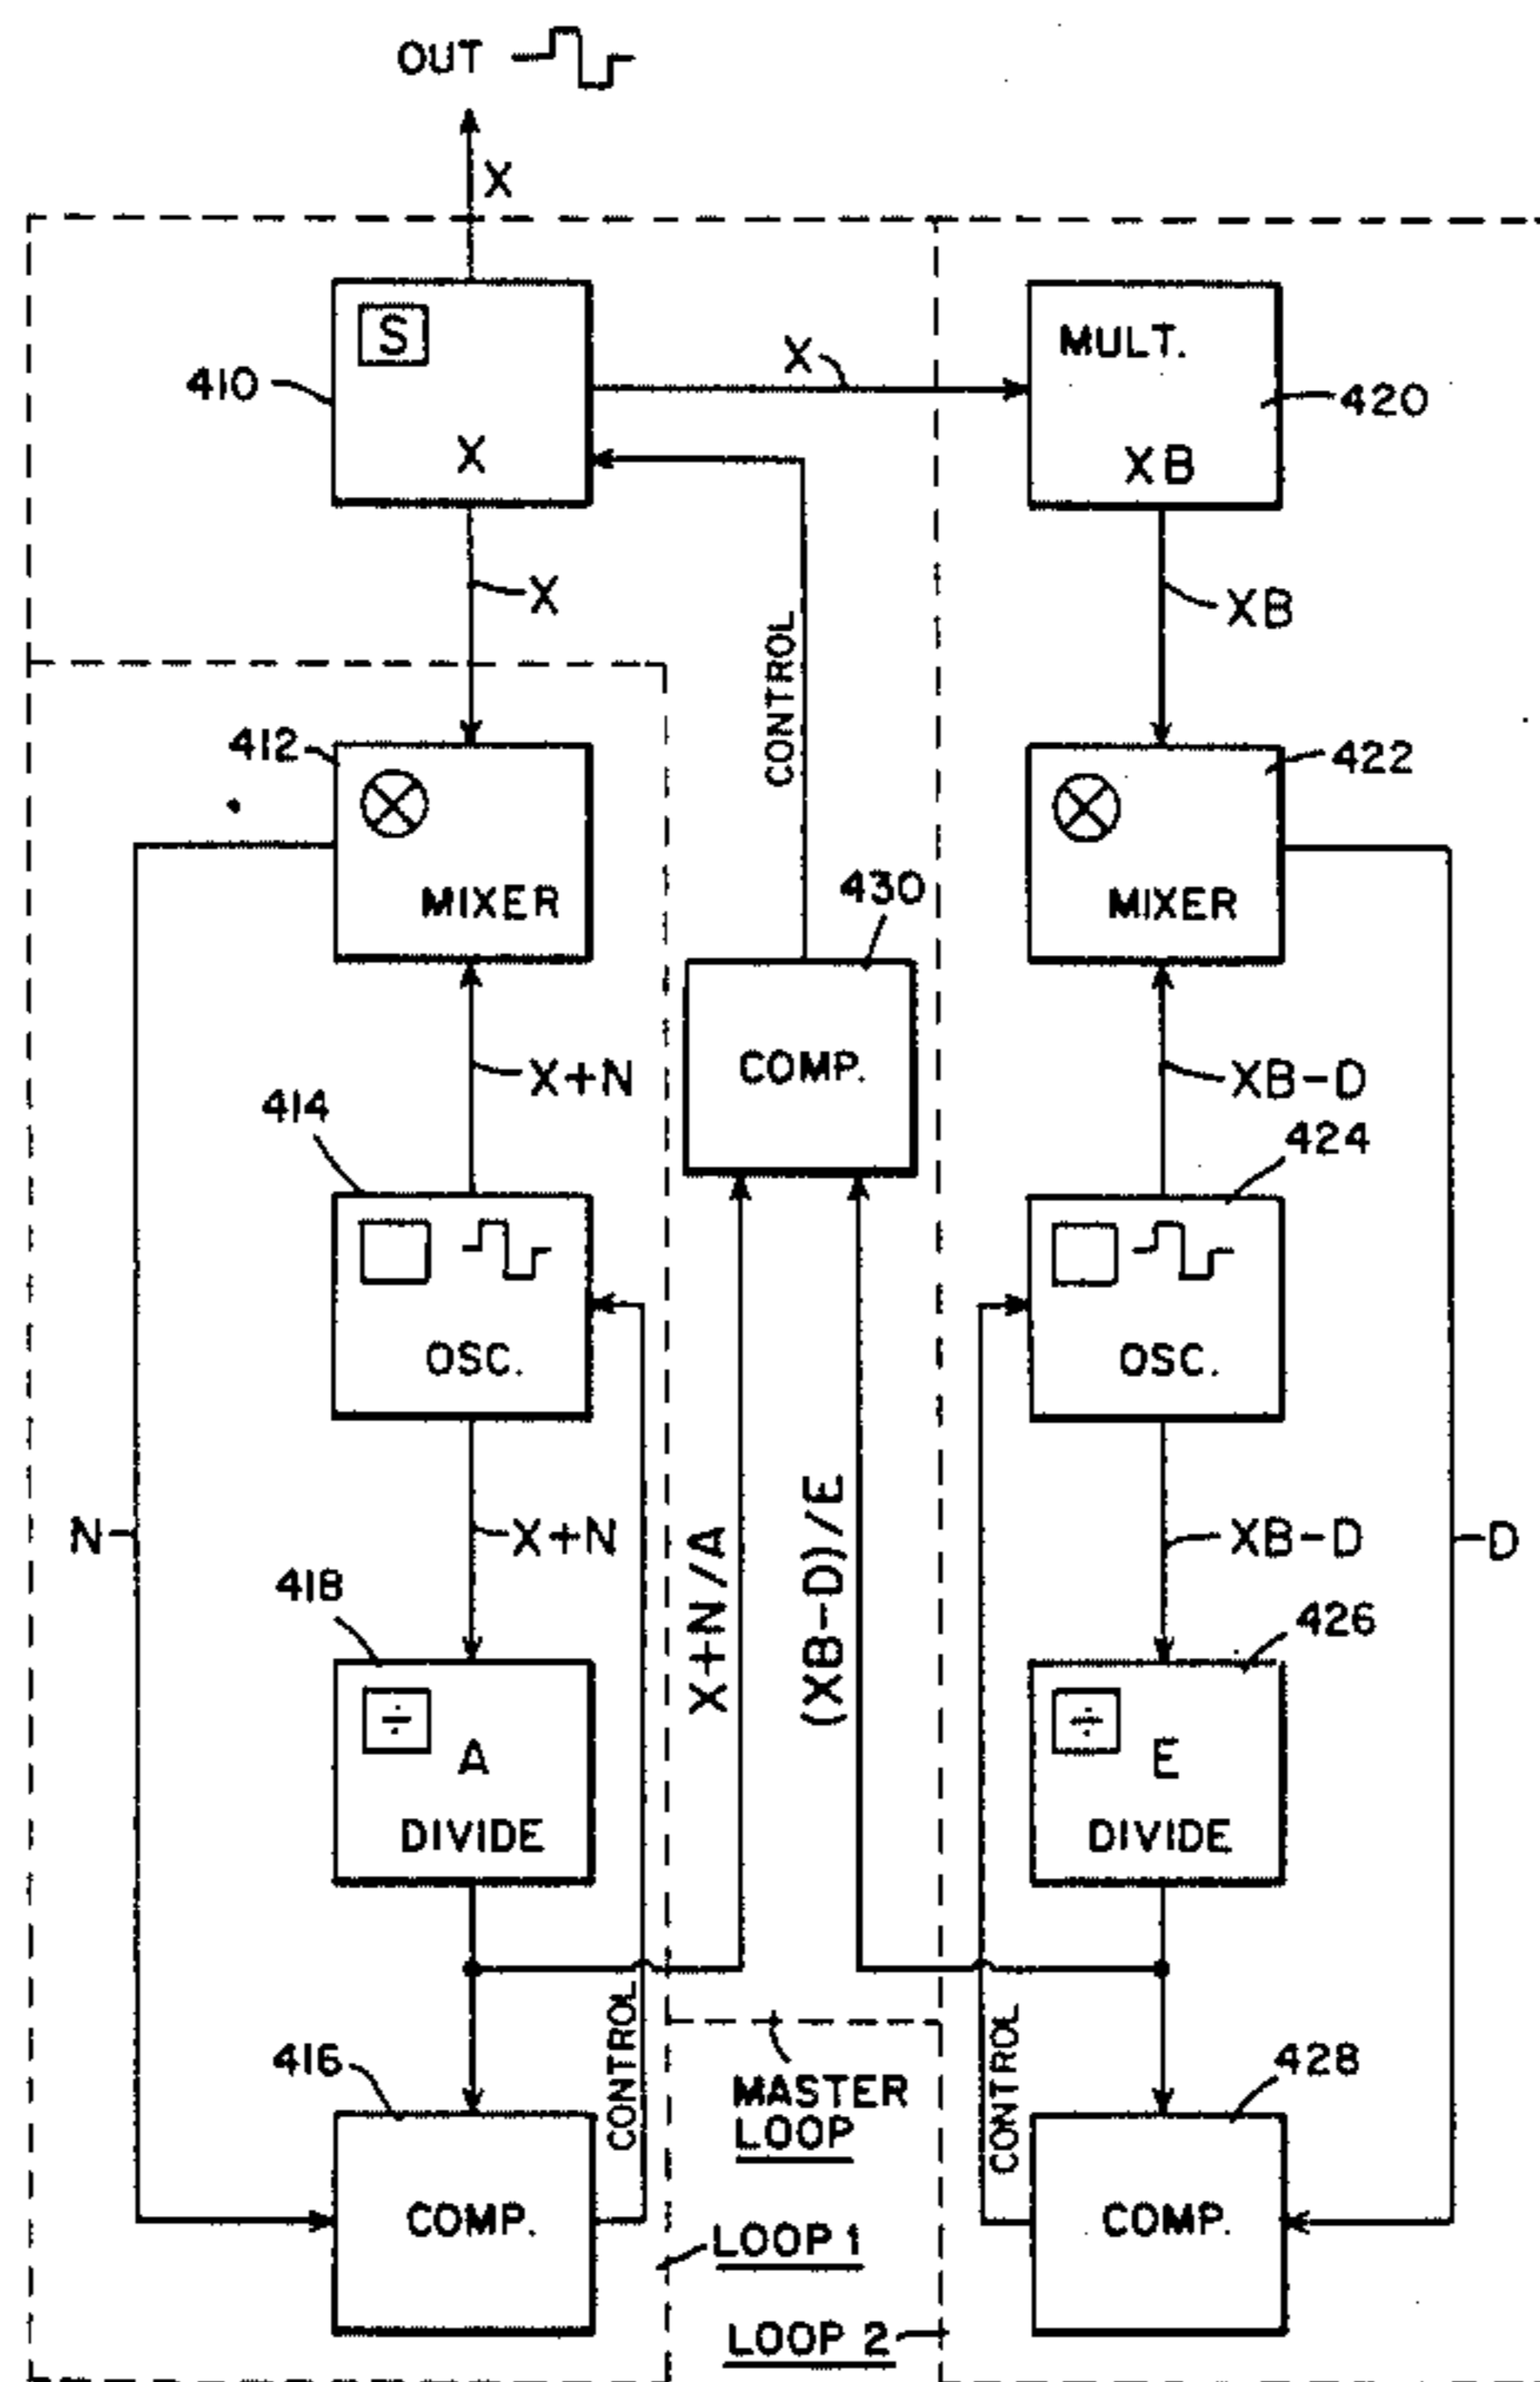 OUT
X
S
X
410
X
MULT.
XB
420
X
XB
CONTROL
412
MIXER
430
COMP.
422
MIXER
X+N
XB-D
414
OSC.
424
OSC.
N
X+N
X+N/A
(XB-D)/E
XB-D
D
418
÷
A
DIVIDE
426
÷
E
DIVIDE
CONTROL
CONTROL
416
COMP.
MASTER
LOOP
428
COMP.
LOOP 1
LOOP 2